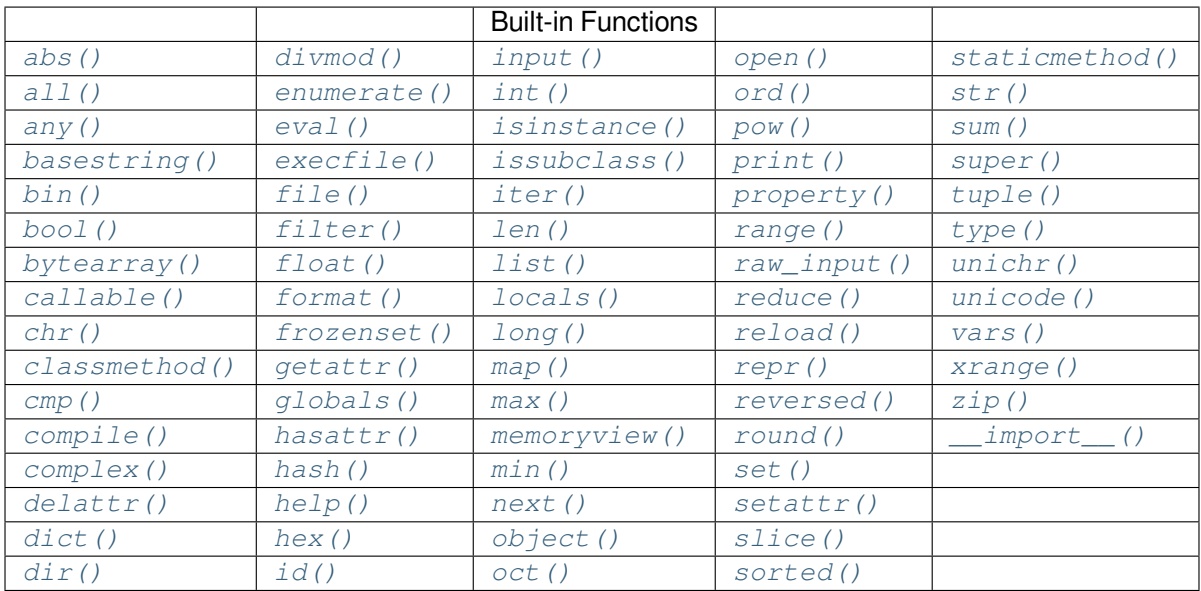 Built-in Functions
abs() divmod() input() open() staticmethod()
all() enumerate() int() ord() str()
any() eval() isinstance() pow() sum()
basestring() execfile() issubclass() print() super()
bin() file() iter() property() tuple()
bool() filter() len() range() type()
bytearray() float() list() raw_input() unichr()
callable() format() locals() reduce() unicode()
chr() frozenset() long() reload() vars()
classmethod() getattr() map() repr() xrange()
cmp() globals() max() reversed() zip()
compile() hasattr() memoryview() round() __import__()
complex() hash() min() set()
delattr() help() next() setattr()
dict() hex() object() slice()
dir() id() oct() sorted()